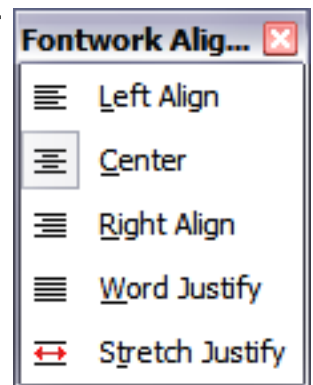 Fontwork Alig...
Left Align
Center
Right Align
Word Justify
Stretch Justify